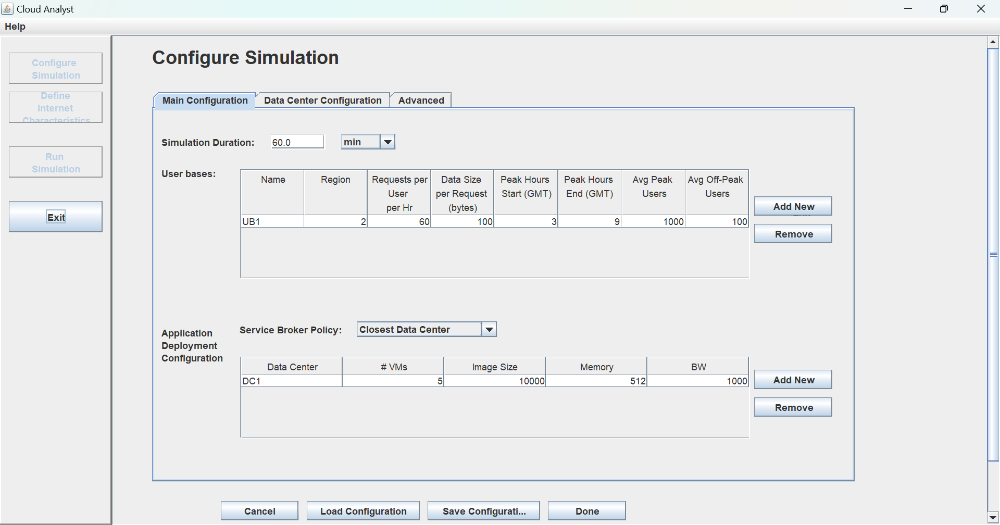 Cloud Analyst
Help
Configure
Simulation
Define
Internet
Characteristics
Run
Simulation
Exit
Configure Simulation
Main Configuration
Data Center Configuration
Advanced
Simulation Duration:
60.0
min
User bases:
Name
Region
Requests per
User
per Hr
Data Size
per Request
(bytes)
Peak Hours
Start (GMT)
Peak Hours
End (GMT)
Avg Peak
Users
Avg Off-Peak
Users
UB1 2 60 100 3 9 1000 100
Add New
Remove
Application
Deployment
Configuration
Service Broker Policy:
Closest Data Center
Data Center # VMs Image Size Memory BW
DC1 5 10000 512 1000
Add New
Remove
Cancel
Load Configuration
Save Configurati...
Done